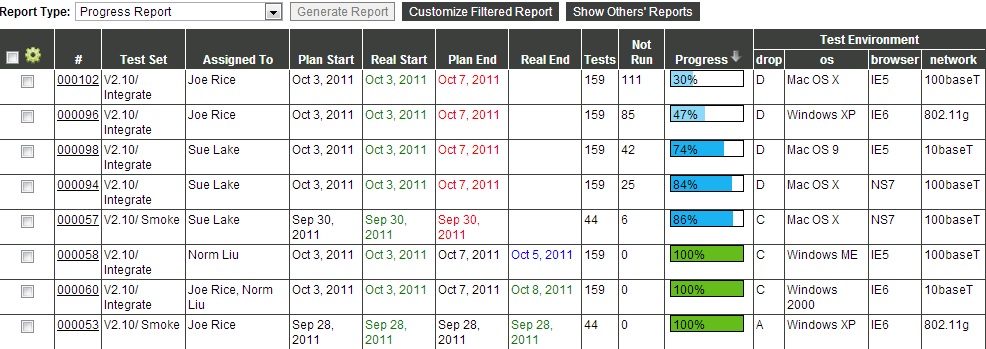 Report Type: Progress Report Generate Report Customize Filtered Report Show Others' Reports
Test Environment
# Test Set Assigned To Plan Start Real Start Plan End Real End Tests Not Run Progress drop os browser network
000102 V2.10/ Integrate Joe Rice Oct 3, 2011 Oct 3, 2011 Oct 7, 2011 159 111 30% D Mac OS X IE5 100baseT
000096 V2.10/ Integrate Joe Rice Oct 3, 2011 Oct 3, 2011 Oct 7, 2011 159 85 47% D Windows XP IE6 802.11g
000098 V2.10/ Integrate Sue Lake Oct 3, 2011 Oct 3, 2011 Oct 7, 2011 159 42 74% D Mac OS 9 IE5 10baseT
000094 V2.10/ Integrate Sue Lake Oct 3, 2011 Oct 3, 2011 Oct 7, 2011 159 25 84% D Mac OS X NS7 100baseT
000057 V2.10/ Smoke Sue Lake Sep 30, 2011 Sep 30, 2011 Sep 30, 2011 44 6 86% C Mac OS X NS7 100baseT
000058 V2.10/ Integrate Norm Liu Oct 3, 2011 Oct 3, 2011 Oct 7, 2011 Oct 5, 2011 159 0 100% C Windows ME IE5 100baseT
000060 V2.10/ Integrate Joe Rice, Norm Liu Oct 3, 2011 Oct 3, 2011 Oct 7, 2011 Oct 8, 2011 159 0 100% C Windows 2000 IE6 10baseT
000053 V2.10/ Smoke Joe Rice Sep 28, 2011 Sep 28, 2011 Sep 28, 2011 Sep 28, 2011 44 0 100% A Windows XP IE6 802.11g